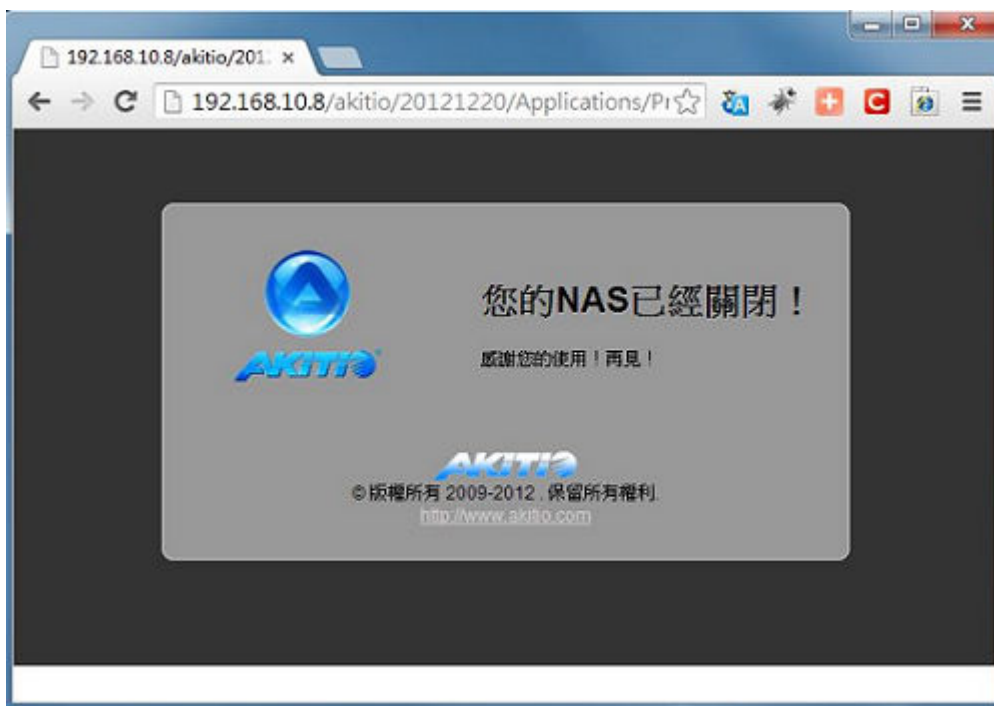 192.168.10.8/akitio/201
192.168.10.8/akitio/20121220/Applications/Pr
您的NAS已經關閉！
AKITIO
感謝您的使用！再見！
AKITIO
©版權所有 2009-2012 . 保留所有權利.
http://www.akitio.com